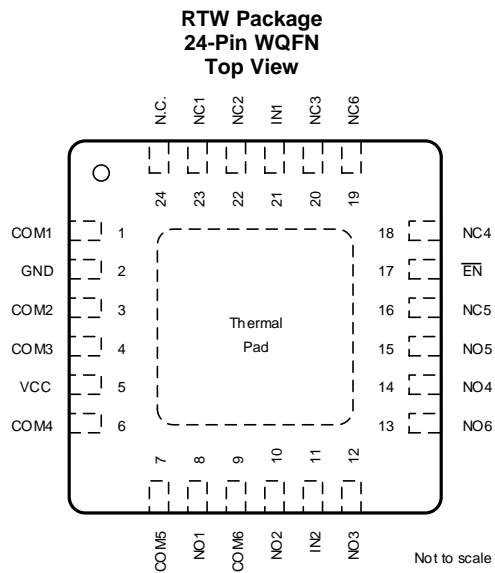 RTW Package
24-Pin WQFN
Top View
N.C. NC1 NC2 IN1 NC3 NC6
24 23 22 21 20 19
COM1 1 18 NC4
GND 2 17 E̅N̅
COM2 3 16 NC5
COM3 4 15 NO5
VCC 5 14 NO4
COM4 6 13 NO6
Thermal
Pad
7 8 9 10 11 12
COM5 NO1 COM6 NO2 IN2 NO3
Not to scale